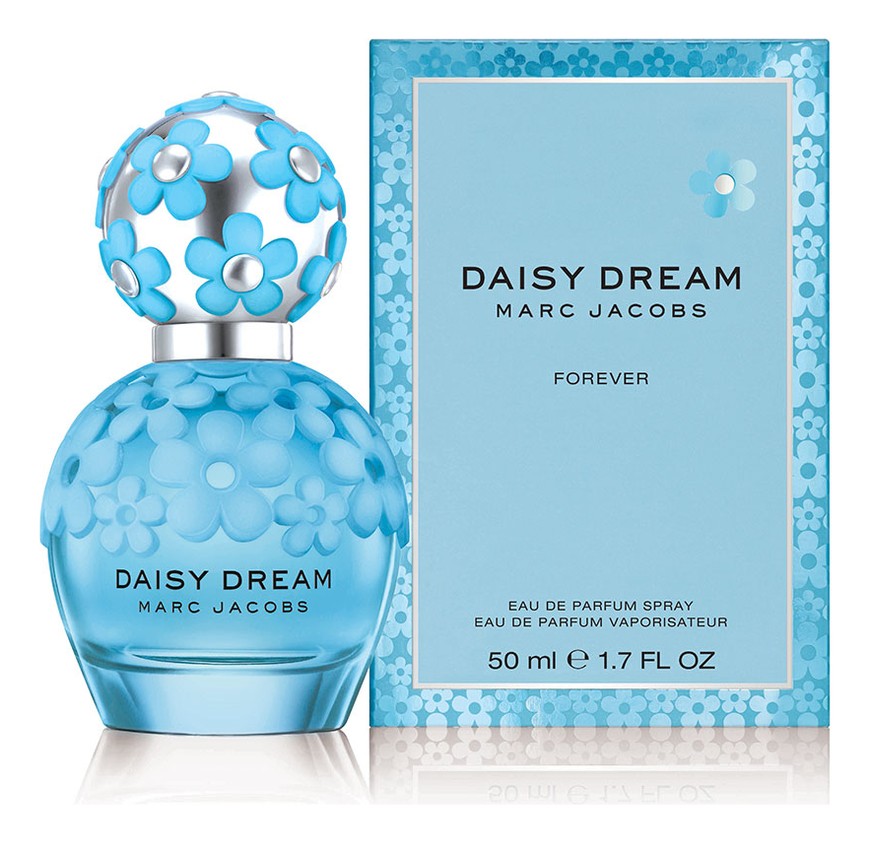 DAISY DREAM
MARC JACOBS
DAISY DREAM
MARC JACOBS
FOREVER
EAU DE PARFUM SPRAY
EAU DE PARFUM VAPORISATEUR
50 ml ℮ 1.7 FL OZ